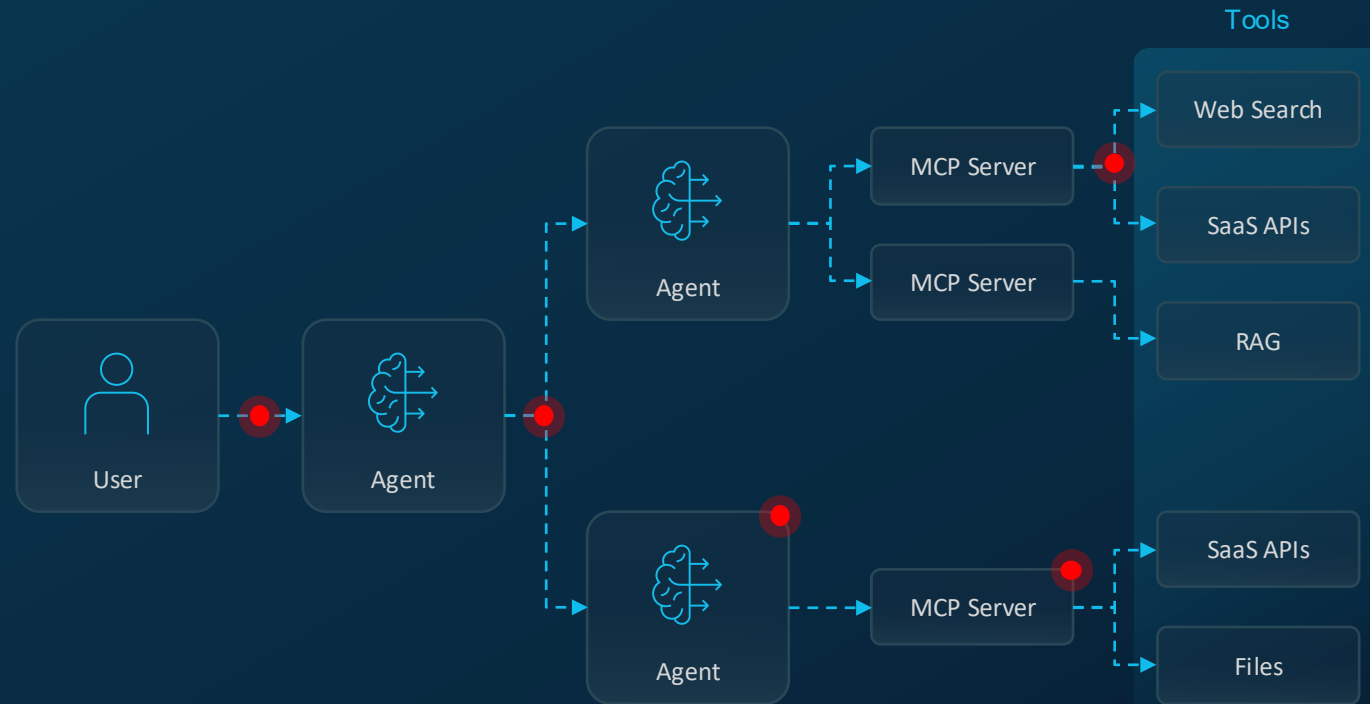 Tools
Web Search
MCP Server
SaaS APIs
Agent
MCP Server
RAG
User
Agent
SaaS APIs
MCP Server
Agent
Files